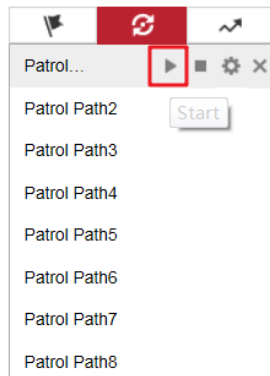 Patrol...
Start
Patrol Path2
Patrol Path3
Patrol Path4
Patrol Path5
Patrol Path6
Patrol Path7
Patrol Path8